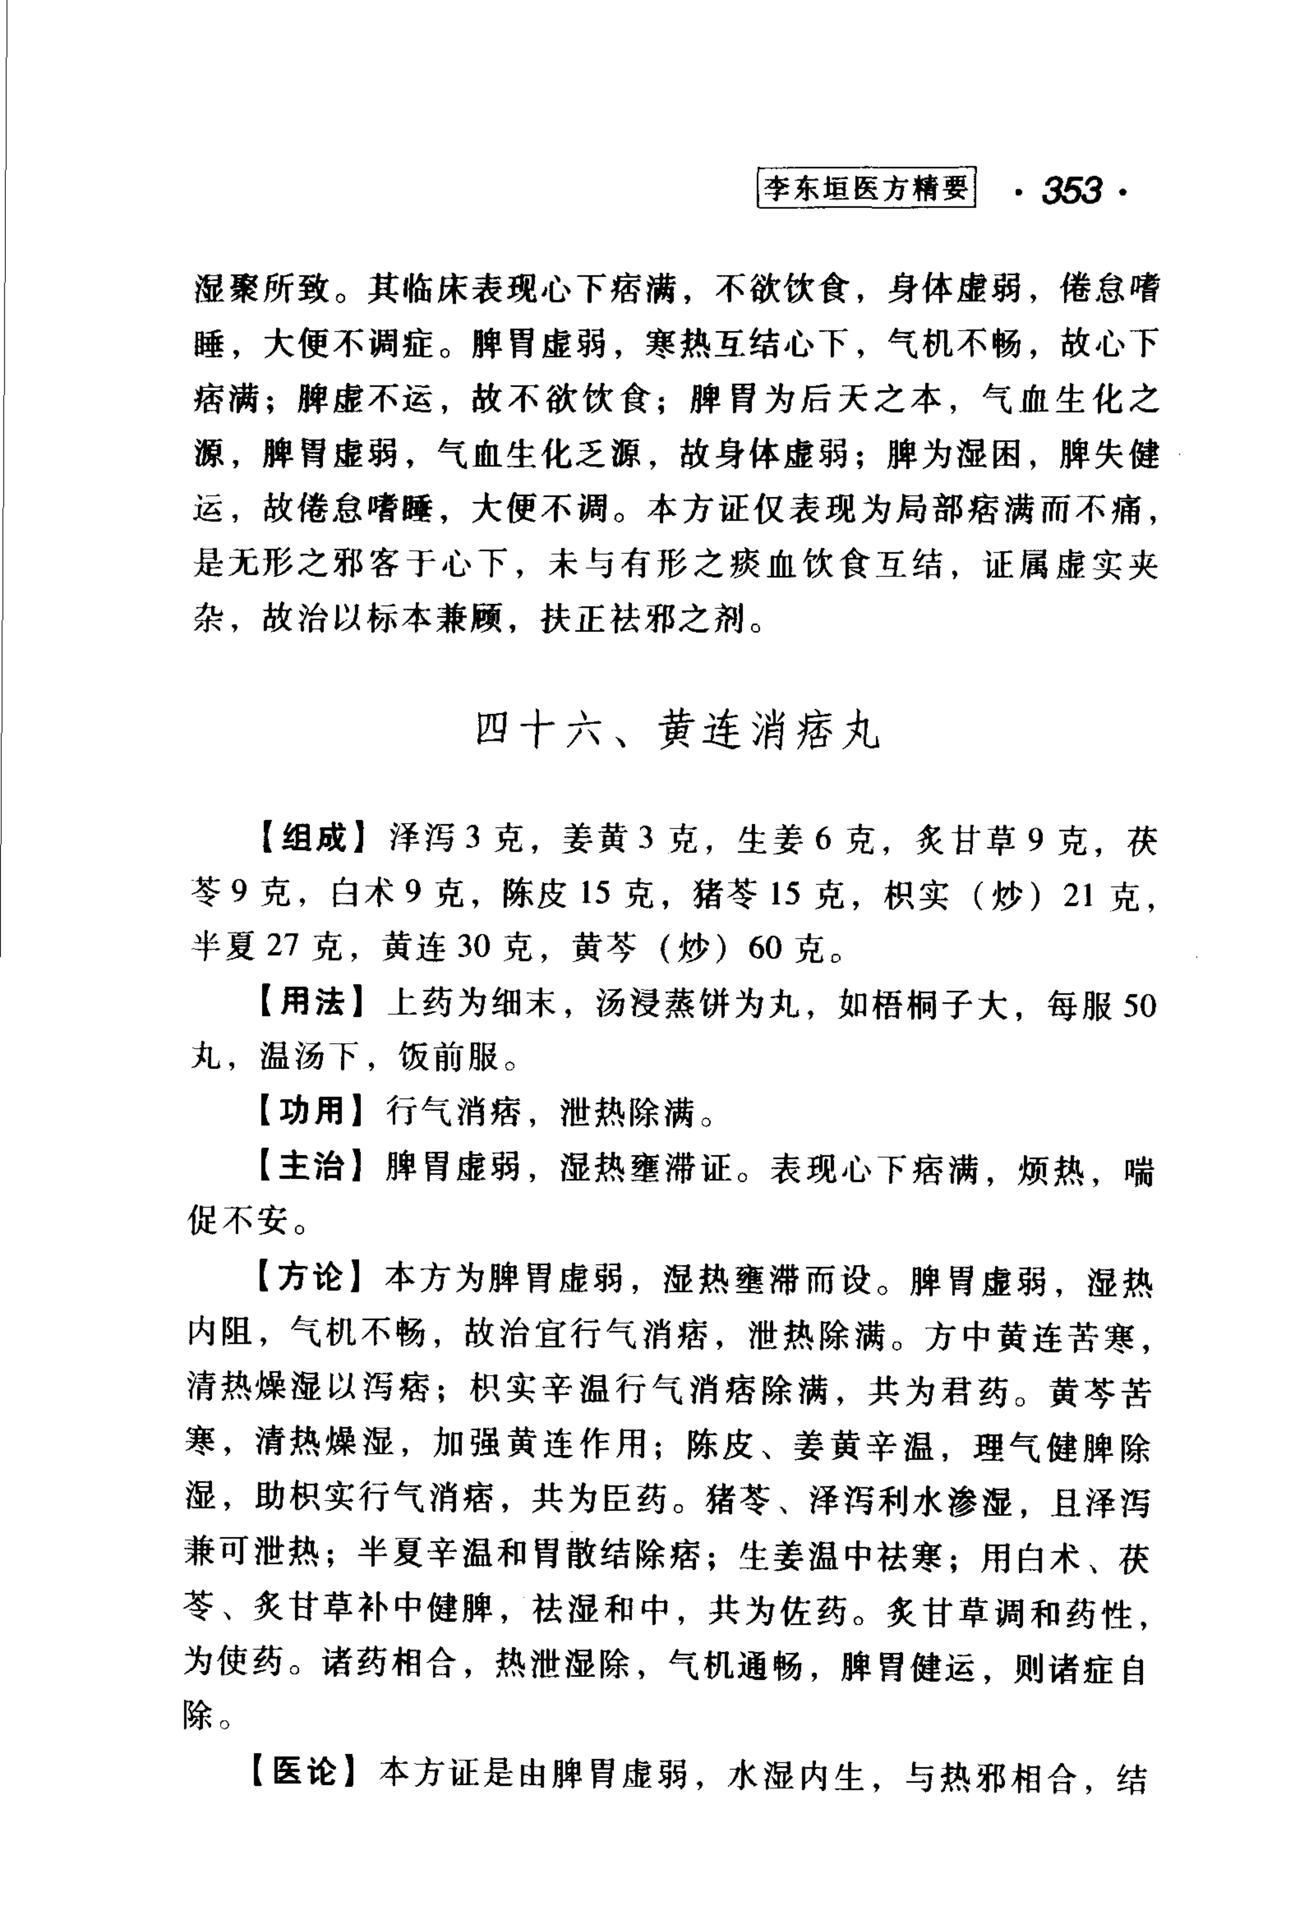 李东垣医方精要 ·353·
湿聚所致。其临床表现心下痞满，不欲饮食，身体虚弱，倦怠嗜
睡，大便不调症。脾胃虚弱，寒热互结心下，气机不畅，故心下
痞满；脾虚不运，故不欲饮食；脾胃为后天之本，气血生化之
源，脾胃虚弱，气血生化乏源，故身体虚弱；脾为湿困，脾失健
运，故倦怠嗜睡，大便不调。本方证仅表现为局部痞满而不痛，
是无形之邪客于心下，未与有形之痰血饮食互结，证属虚实夹
杂，故治以标本兼顾，扶正祛邪之剂。
四十六、黄连消痞丸
【组成】泽泻3克，姜黄3克，生姜6克，炙甘草9克，茯
苓9克，白术9克，陈皮15克，猪苓15克，枳实（炒）21克，
半夏27克，黄连30克，黄芩（炒）60克。
【用法】上药为细末，汤浸蒸饼为丸，如梧桐子大，每服50
丸，温汤下，饭前服。
【功用】行气消痞，泄热除满。
【主治】脾胃虚弱，湿热壅滞证。表现心下痞满，烦热，喘
促不安。
【方论】本方为脾胃虚弱，湿热壅滞而设。脾胃虚弱，湿热
内阻，气机不畅，故治宜行气消痞，泄热除满。方中黄连苦寒，
清热燥湿以泻痞；枳实辛温行气消痞除满，共为君药。黄芩苦
寒，清热燥湿，加强黄连作用；陈皮、姜黄辛温，理气健脾除
湿，助枳实行气消痞，共为臣药。猪苓、泽泻利水渗湿，且泽泻
兼可泄热；半夏辛温和胃散结除痞；生姜温中祛寒；用白术、茯
苓、炙甘草补中健脾，祛湿和中，共为佐药。炙甘草调和药性，
为使药。诸药相合，热泄湿除，气机通畅，脾胃健运，则诸症自
除。
【医论】本方证是由脾胃虚弱，水湿内生，与热邪相合，结